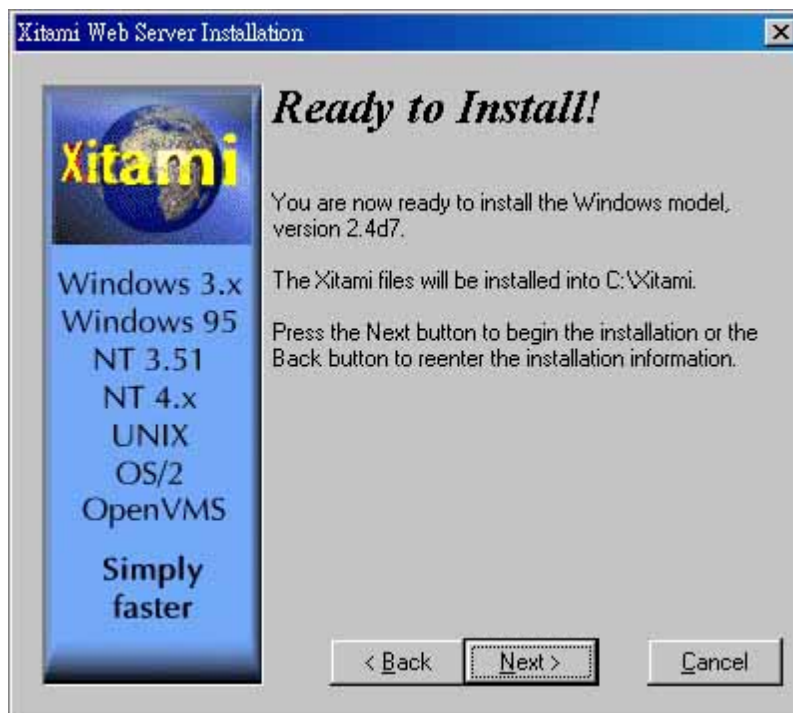 Xitami Web Server Installation
Xitami
Windows 3.x
Windows 95
NT 3.51
NT 4.x
UNIX
OS/2
OpenVMS
Simply
faster
Ready to Install!
You are now ready to install the Windows model,
version 2.4d7.
The Xitami files will be installed into C:\Xitami.
Press the Next button to begin the installation or the
Back button to reenter the installation information.
< Back
Next >
Cancel